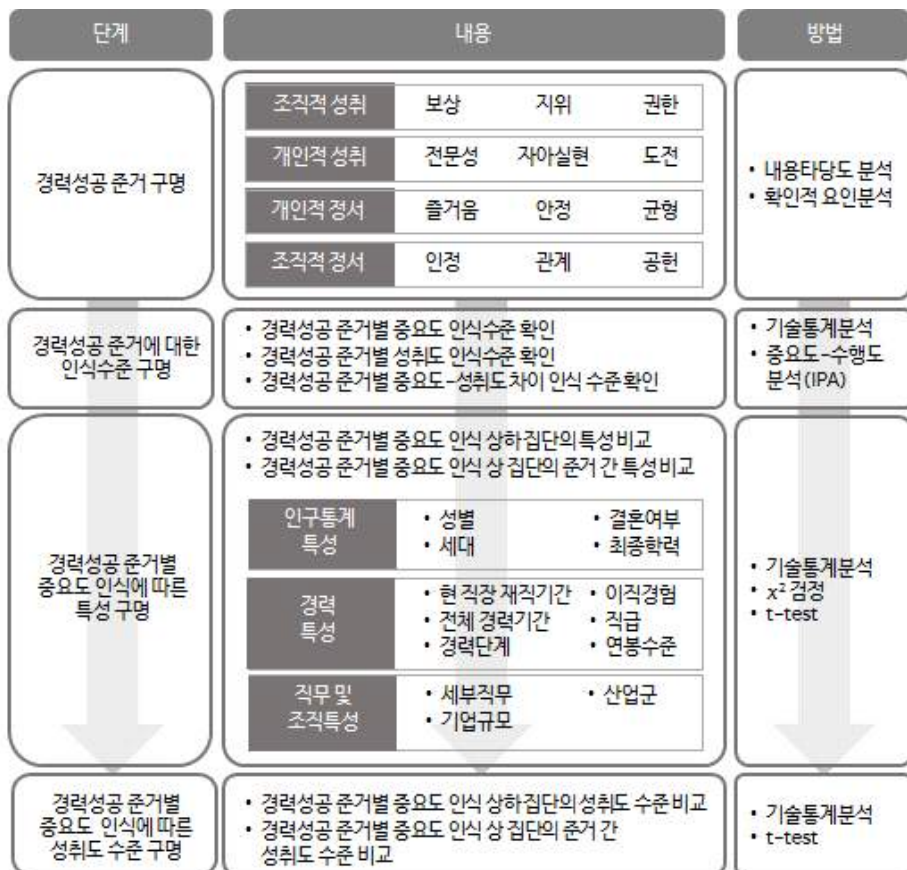 단계
내용
방법
경력성공 준거 구명
조직적 성취 보상 지위 권한
개인적 성취 전문성 자아실현 도전
개인적 정서 즐거움 안정 균형
조직적 정서 인정 관계 공헌
• 내용타당도 분석
• 확인적 요인분석
경력성공 준거에 대한
인식수준 구명
• 경력성공 준거별 중요도 인식수준 확인
• 경력성공 준거별 성취도 인식수준 확인
• 경력성공 준거별 중요도-성취도 차이 인식 수준 확인
• 기술통계분석
• 중요도-수행도
분석(IPA)
경력성공 준거별
중요도 인식에 따른
특성 구명
• 경력성공 준거별 중요도 인식 상하 집단의 특성 비교
• 경력성공 준거별 중요도 인식 상 집단의 준거 간 특성 비교
인구통계
특성
• 성별 • 결혼여부
• 세대 • 최종학력
경력
특성
• 현 직장 재직기간 • 이직경험
• 전체 경력기간 • 직급
• 경력단계 • 연봉수준
직무 및
조직특성
• 세부직무 • 산업군
• 기업규모
• 기술통계분석
• x² 검정
• t-test
경력성공 준거별
중요도 인식에 따른
성취도 수준 구명
• 경력성공 준거별 중요도 인식 상하 집단의 성취도 수준 비교
• 경력성공 준거별 중요도 인식 상 집단의 준거 간
성취도 수준 비교
• 기술통계분석
• t-test